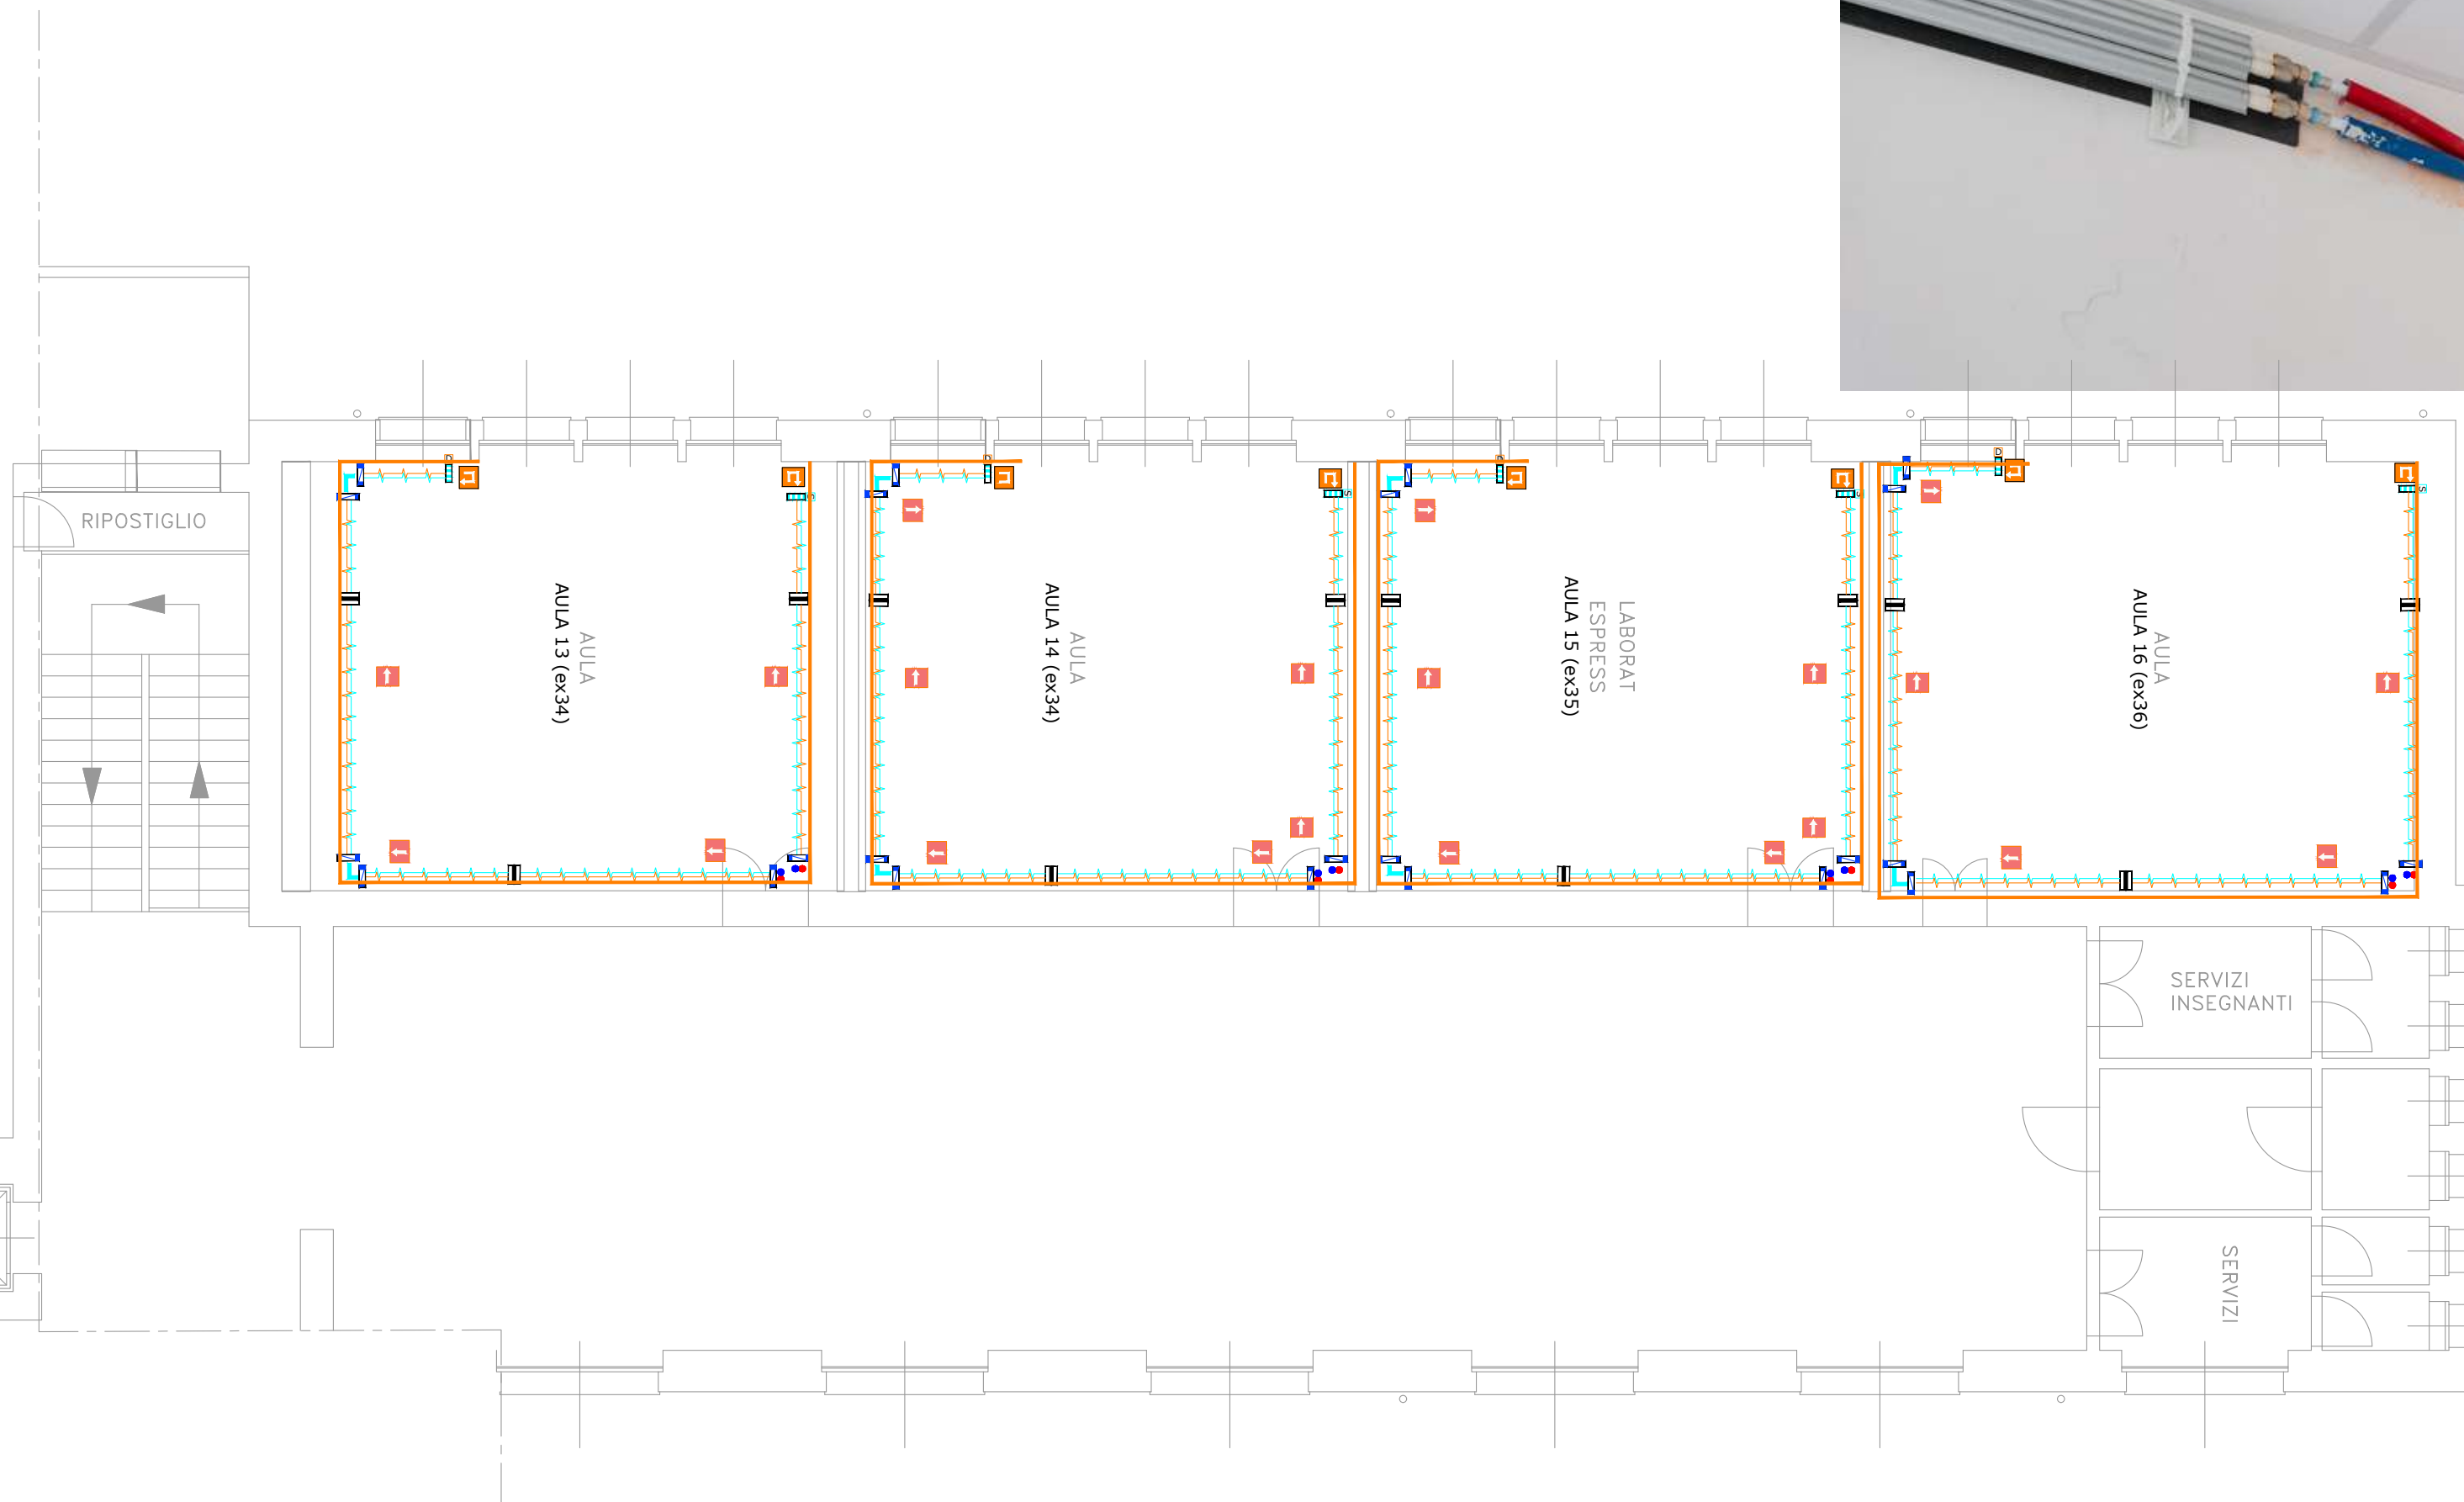 RIPOSTIGLIO
AULA
AULA 13 (ex34)
AULA
AULA 14 (ex34)
LABORAT
ESPRESS
AULA 15 (ex35)
AULA
AULA 16 (ex36)
D
S
SERVIZI
INSEGNANTI
SERVIZI